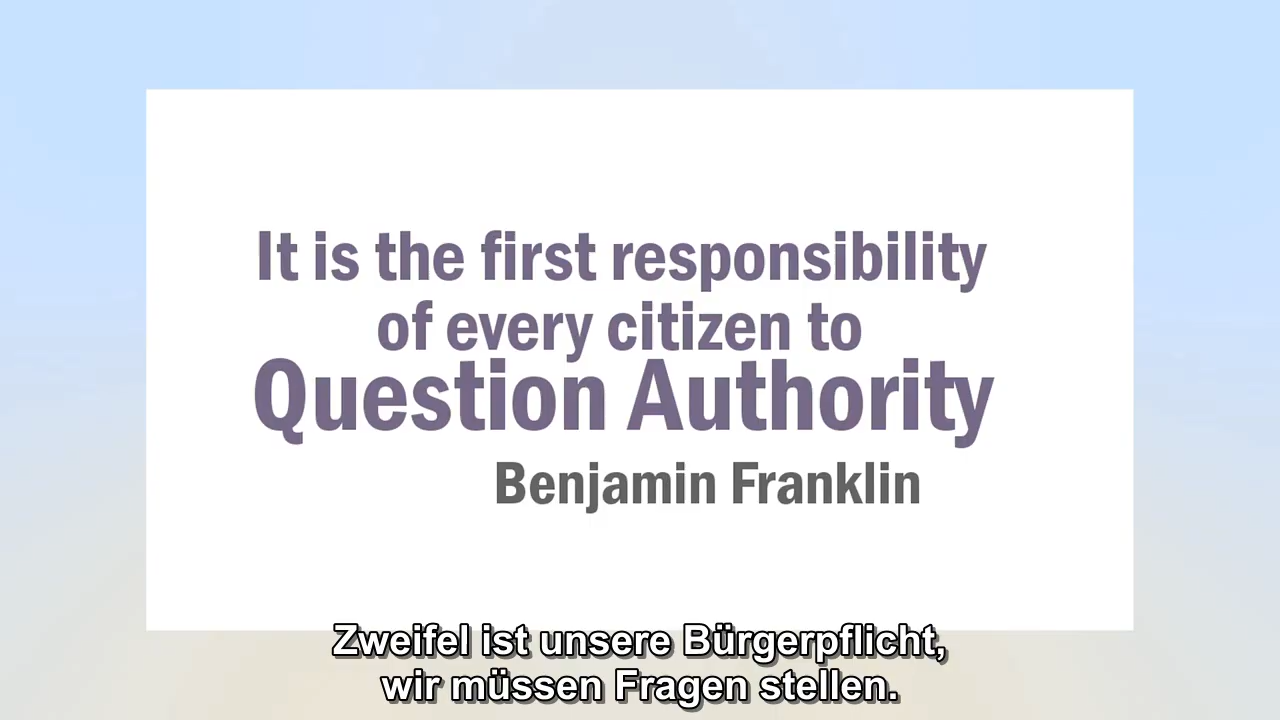 It is the first responsibility
of every citizen to
Question Authority
Benjamin Franklin
Zweifel ist unsere Bürgerpflicht,
wir müssen Fragen stellen.